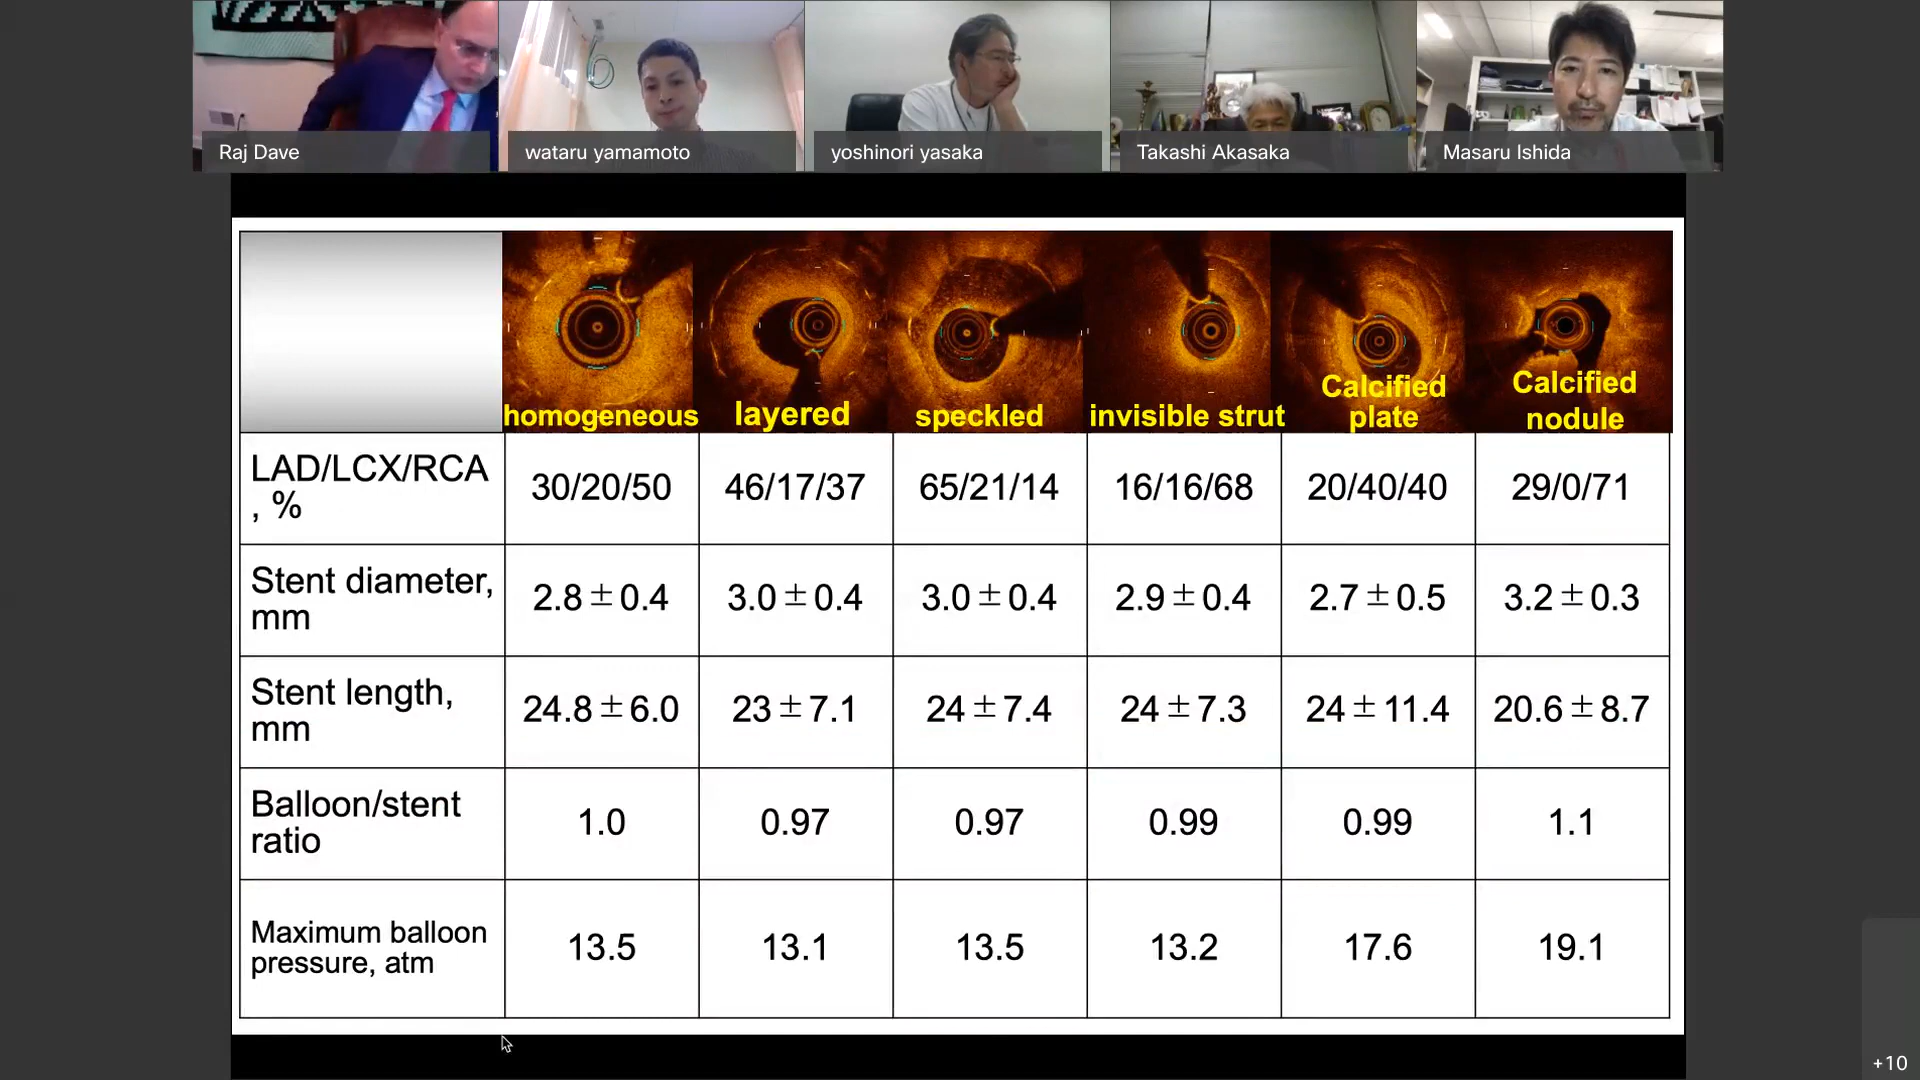 Raj Dave
wataru yamamoto
yoshinori yasaka
Takashi Akasaka
Masaru Ishida
homogeneous
layered
speckled
invisible strut
Calcified
plate
Calcified
nodule
LAD/LCX/RCA
, %
30/20/50
46/17/37
65/21/14
16/16/68
20/40/40
29/0/71
Stent diameter,
mm
2.8±0.4
3.0±0.4
3.0±0.4
2.9±0.4
2.7±0.5
3.2±0.3
Stent length,
mm
24.8±6.0
23±7.1
24±7.4
24±7.3
24±11.4
20.6±8.7
Balloon/stent
ratio
1.0
0.97
0.97
0.99
0.99
1.1
Maximum balloon
pressure, atm
13.5
13.1
13.5
13.2
17.6
19.1
+10